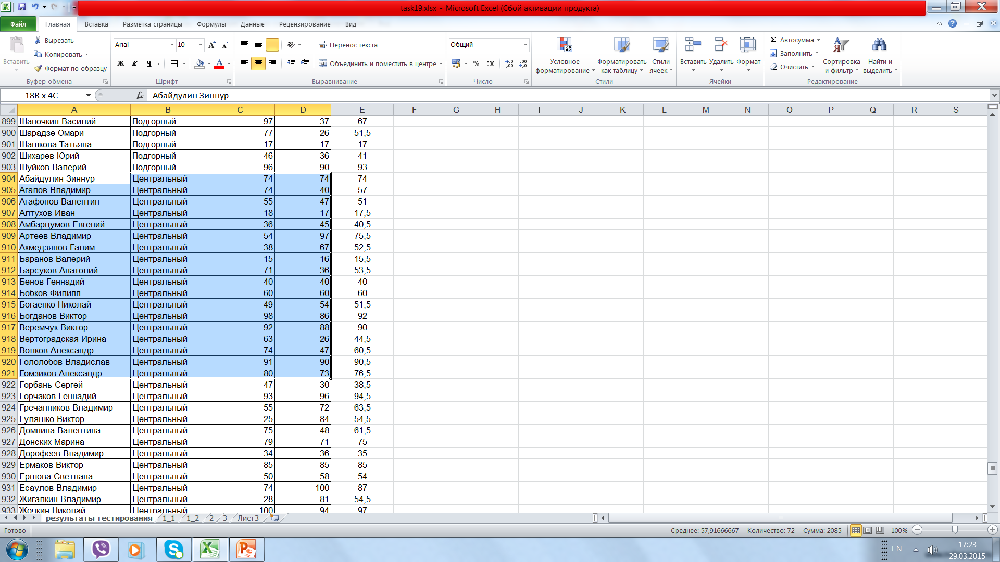 task19.xlsx - Microsoft Excel (Сбой активации продукта)
Файл Главная Вставка Разметка страницы Формулы Данные Рецензирование Вид
Вставить
Вырезать
Копировать
Формат по образцу
Буфер обмена
Arial 10
Ж К Ч А
Шрифт
Перенос текста
Объединить и поместить в центре
Выравнивание
Общий
% 000
Число
Условное форматирование
Форматировать как таблицу
Стили ячеек
Стили
Вставить Удалить Формат
Ячейки
Σ Автосумма
Заполнить
Очистить
Сортировка и фильтр
Найти и выделить
Редактирование
18R x 4C fx Абайдулин Зиннур
A B C D E F G H I J K L M N O P Q R S
899 Шапочкин Василий Подгорный 97 37 67
900 Шарадзе Омари Подгорный 77 26 51,5
901 Шашкова Татьяна Подгорный 17 17 17
902 Шихарев Юрий Подгорный 46 36 41
903 Шуйков Валерий Подгорный 96 90 93
904 Абайдулин Зиннур Центральный 74 74 74
905 Агалов Владимир Центральный 74 40 57
906 Агафонов Валентин Центральный 55 47 51
907 Алтухов Иван Центральный 18 17 17,5
908 Амбарцумов Евгений Центральный 36 45 40,5
909 Артеев Владимир Центральный 54 97 75,5
910 Ахмедзянов Галим Центральный 38 67 52,5
911 Баранов Валерий Центральный 15 16 15,5
912 Барсуков Анатолий Центральный 71 36 53,5
913 Бенов Геннадий Центральный 40 40 40
914 Бобков Филипп Центральный 60 60 60
915 Богаенко Николай Центральный 49 54 51,5
916 Богданов Виктор Центральный 98 86 92
917 Веремчук Виктор Центральный 92 88 90
918 Вертоградская Ирина Центральный 63 26 44,5
919 Волков Александр Центральный 74 47 60,5
920 Гололобов Владислав Центральный 91 90 90,5
921 Гомзиков Александр Центральный 80 73 76,5
922 Горбань Сергей Центральный 47 30 38,5
923 Горчаков Геннадий Центральный 93 96 94,5
924 Гречанников Владимир Центральный 55 72 63,5
925 Гуляшко Виктор Центральный 25 84 54,5
926 Домнина Валентина Центральный 75 48 61,5
927 Донских Марина Центральный 79 71 75
928 Дорофеев Владимир Центральный 34 36 35
929 Ермаков Виктор Центральный 85 85 85
930 Ершова Светлана Центральный 50 58 54
931 Есаулов Владимир Центральный 74 100 87
932 Жигалкин Владимир Центральный 28 81 54,5
933 Жочкин Николай Центральный 100 94 97
результаты тестирования 1_1 1_2 2 3 Лист3
Готово Среднее: 57,91666667 Количество: 72 Сумма: 2085 100%
EN 17:23
29.03.2015